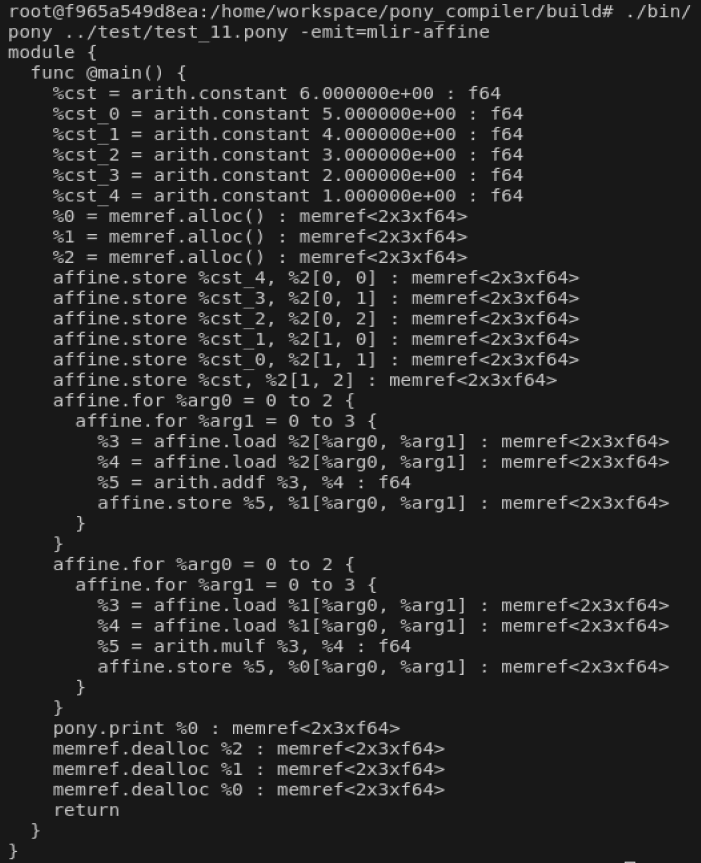 root@f965a549d8ea:/home/workspace/pony_compiler/build# ./bin/
pony ../test/test_11.pony -emit=mlir-affine
module {
  func @main() {
    %cst = arith.constant 6.000000e+00 : f64
    %cst_0 = arith.constant 5.000000e+00 : f64
    %cst_1 = arith.constant 4.000000e+00 : f64
    %cst_2 = arith.constant 3.000000e+00 : f64
    %cst_3 = arith.constant 2.000000e+00 : f64
    %cst_4 = arith.constant 1.000000e+00 : f64
    %0 = memref.alloc() : memref<2x3xf64>
    %1 = memref.alloc() : memref<2x3xf64>
    %2 = memref.alloc() : memref<2x3xf64>
    affine.store %cst_4, %2[0, 0] : memref<2x3xf64>
    affine.store %cst_3, %2[0, 1] : memref<2x3xf64>
    affine.store %cst_2, %2[0, 2] : memref<2x3xf64>
    affine.store %cst_1, %2[1, 0] : memref<2x3xf64>
    affine.store %cst_0, %2[1, 1] : memref<2x3xf64>
    affine.store %cst, %2[1, 2] : memref<2x3xf64>
    affine.for %arg0 = 0 to 2 {
      affine.for %arg1 = 0 to 3 {
        %3 = affine.load %2[%arg0, %arg1] : memref<2x3xf64>
        %4 = affine.load %2[%arg0, %arg1] : memref<2x3xf64>
        %5 = arith.addf %3, %4 : f64
        affine.store %5, %1[%arg0, %arg1] : memref<2x3xf64>
      }
    }
    affine.for %arg0 = 0 to 2 {
      affine.for %arg1 = 0 to 3 {
        %3 = affine.load %1[%arg0, %arg1] : memref<2x3xf64>
        %4 = affine.load %1[%arg0, %arg1] : memref<2x3xf64>
        %5 = arith.mulf %3, %4 : f64
        affine.store %5, %0[%arg0, %arg1] : memref<2x3xf64>
      }
    }
    pony.print %0 : memref<2x3xf64>
    memref.dealloc %2 : memref<2x3xf64>
    memref.dealloc %1 : memref<2x3xf64>
    memref.dealloc %0 : memref<2x3xf64>
    return
  }
}